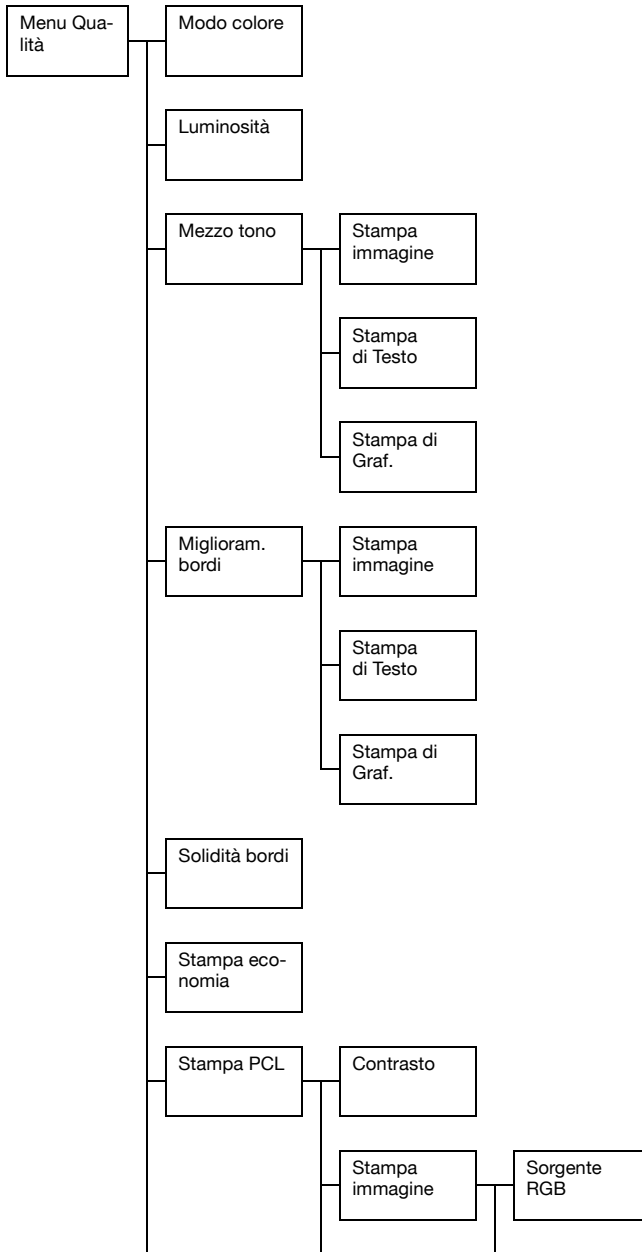 Menu Qua-
lità
Modo colore
Luminosità
Mezzo tono
Stampa
immagine
Stampa
di Testo
Stampa di
Graf.
Miglioram.
bordi
Stampa
immagine
Stampa
di Testo
Stampa di
Graf.
Solidità bordi
Stampa eco-
nomia
Stampa PCL
Contrasto
Stampa
immagine
Sorgente
RGB